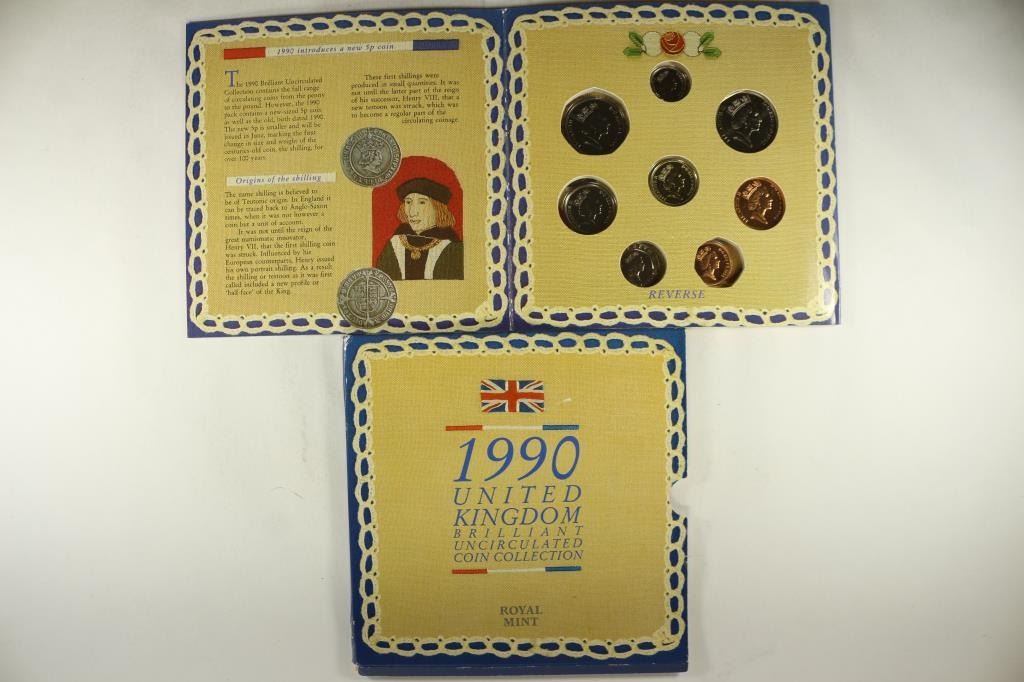 1990 introduces a new 5p coin
The 1990 Brilliant Uncirculated
Collection contains the full range
of circulating coins from the penny
to the pound. However, the 1990
pack contains a new-sized 5p coin
as well as the old, both dated 1990.
The new 5p is smaller and will be
issued in June, marking the first
change in size and weight of the
centuries-old coin, the shilling, for
over 100 years.
Origins of the shilling
The name shilling is believed to
be of Teutonic origin. In England it
can be traced back to Anglo-Saxon
times, when it was not however a
coin but a unit of account.
It was not until the reign of the
great numismatic innovator,
Henry VII, that the first shilling coin
was struck. Influenced by his
European counterparts, Henry issued
his own portrait shilling. As a result
the shilling or testoon as it was first
called included a new profile or
'half-face' of the King.
These first shillings were
produced in small quantities. It was
not until the latter part of the reign
of his successor, Henry VIII, that a
new testoon was struck, which was
to become a regular part of the
circulating coinage.
REVERSE
1990
UNITED
KINGDOM
BRILLIANT
UNCIRCULATED
COIN COLLECTION
ROYAL
MINT